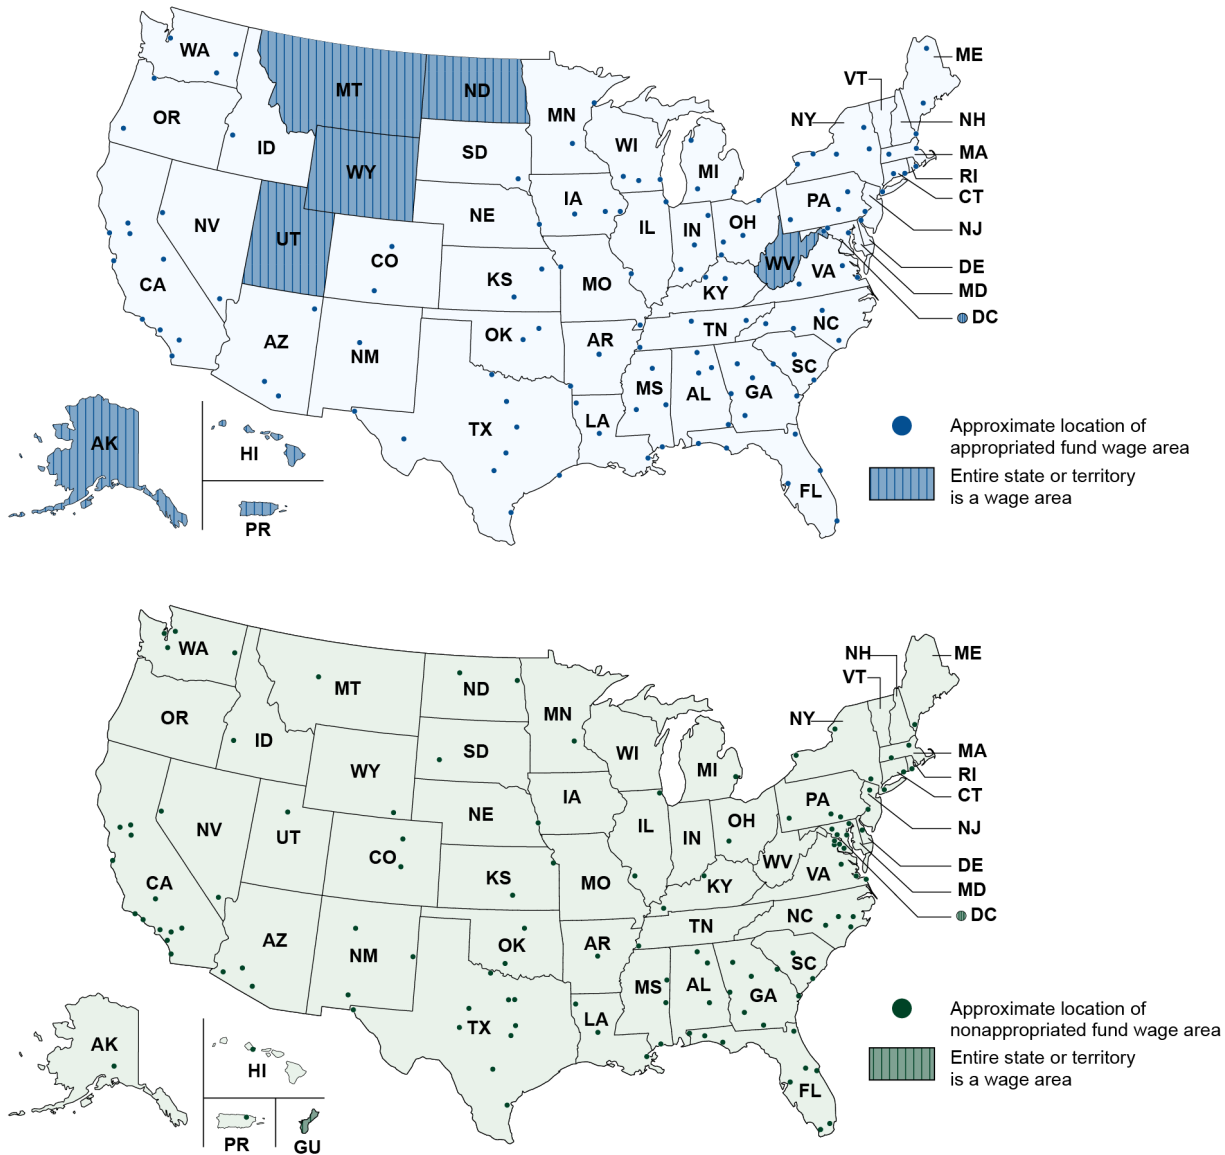 ME
WA
VT
MT
ND
MN
OR
NY
NH
WI
ID
SD
MA
MI
WY
RI
CT
IA
PA
NE
NV
IL
IN
OH
NJ
UT
CO
WV
DE
VA
KS
MO
CA
KY
MD
DC
NC
TN
OK
AR
AZ
NM
SC
MS
AL
GA
LA
TX
Approximate location of
appropriated fund wage area
AK
HI
Entire state or territory
is a wage area
FL
PR
NH
ME
WA
VT
MT
ND
MN
OR
NY
ID
SD
WI
MA
MI
WY
RI
CT
IA
PA
NE
NV
IL
OH
NJ
UT
IN
CO
WV
DE
VA
KS
MO
CA
KY
MD
NC
DC
TN
AZ
OK
AR
NM
SC
MS
AL
GA
LA
TX
Approximate location of
nonappropriated fund wage area
AK
HI
Entire state or territory
is a wage area
FL
PR
GU